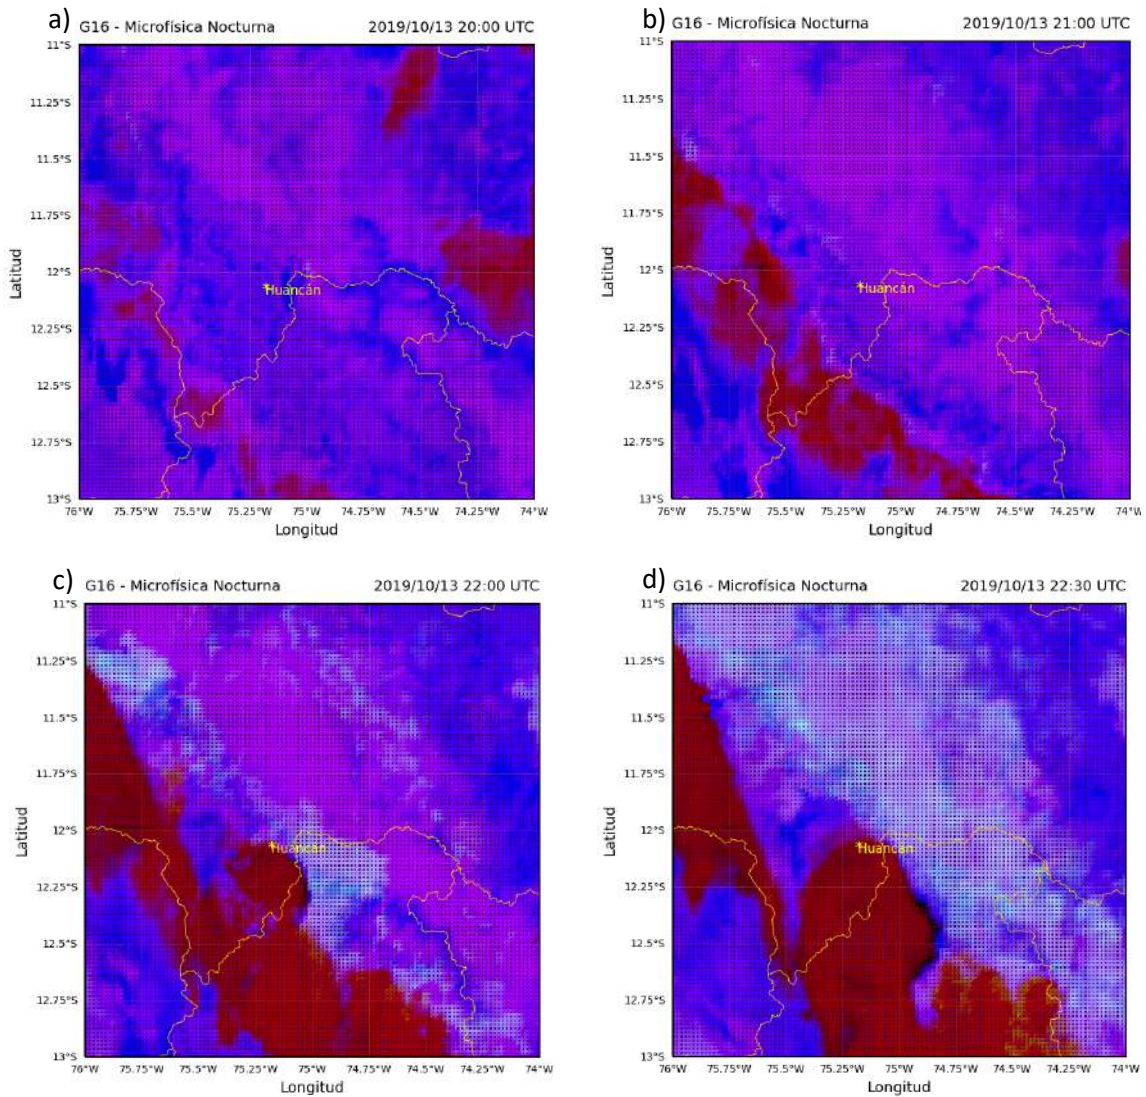 a)
G16 - Microfísica Nocturna 2019/10/13 20:00 UTC
11°S
11.25°S
11.5°S
11.75°S
12°S
12.25°S
12.5°S
12.75°S
13°S
Latitud
Huancán
76°W 75.75°W 75.5°W 75.25°W 75°W 74.75°W 74.5°W 74.25°W 74°W
Longitud
b)
G16 - Microfísica Nocturna 2019/10/13 21:00 UTC
11°S
11.25°S
11.5°S
11.75°S
12°S
12.25°S
12.5°S
12.75°S
13°S
Latitud
Huancán
76°W 75.75°W 75.5°W 75.25°W 75°W 74.75°W 74.5°W 74.25°W 74°W
Longitud
c)
G16 - Microfísica Nocturna 2019/10/13 22:00 UTC
11°S
11.25°S
11.5°S
11.75°S
12°S
12.25°S
12.5°S
12.75°S
13°S
Latitud
Huancán
76°W 75.75°W 75.5°W 75.25°W 75°W 74.75°W 74.5°W 74.25°W 74°W
Longitud
d)
G16 - Microfísica Nocturna 2019/10/13 22:30 UTC
11°S
11.25°S
11.5°S
11.75°S
12°S
12.25°S
12.5°S
12.75°S
13°S
Latitud
Huancán
76°W 75.75°W 75.5°W 75.25°W 75°W 74.75°W 74.5°W 74.25°W 74°W
Longitud